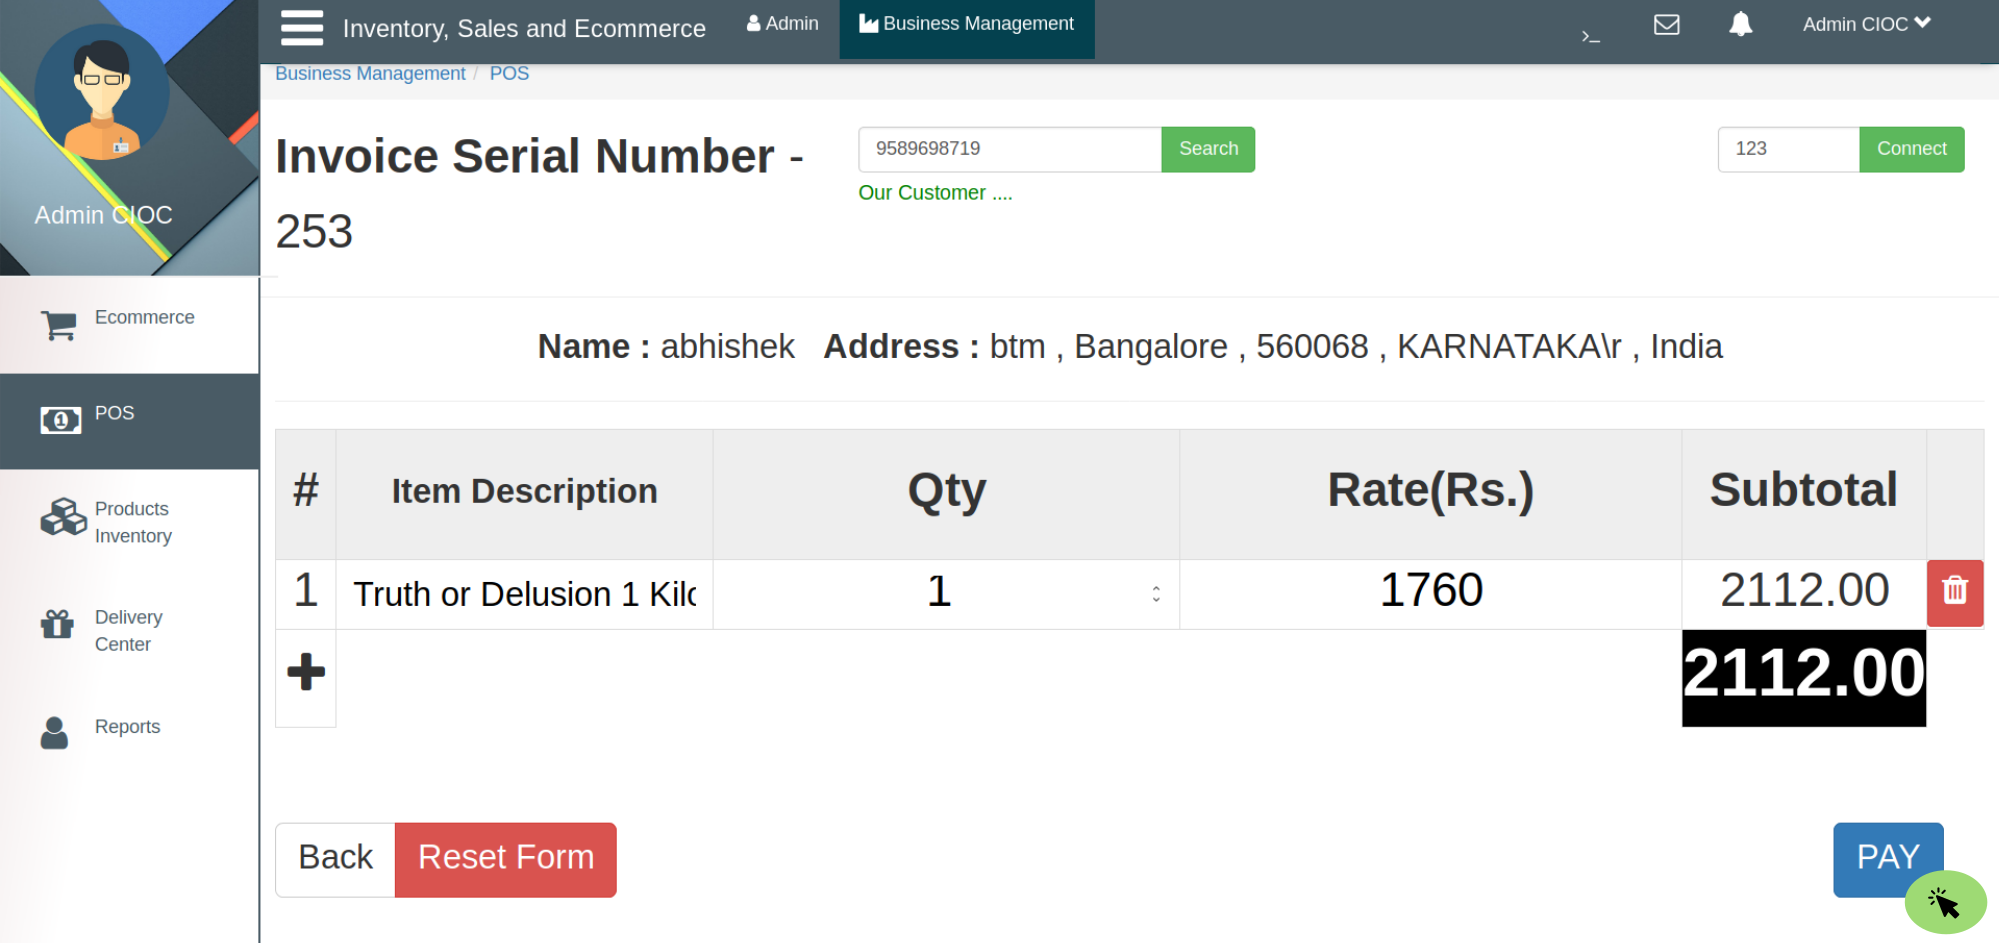 Inventory, Sales and Ecommerce
Admin
Business Management
>_
Admin CIOC
Business Management / POS
Admin CIOC
Invoice Serial Number -
253
9589698719
Search
Our Customer ....
123
Connect
Ecommerce
POS
Products
Inventory
Delivery
Center
Reports
Name : abhishek Address : btm , Bangalore , 560068 , KARNATAKA\r , India
# Item Description Qty Rate(Rs.) Subtotal
1 Truth or Delusion 1 Kilo 1 1760 2112.00
2112.00
Back
Reset Form
PAY